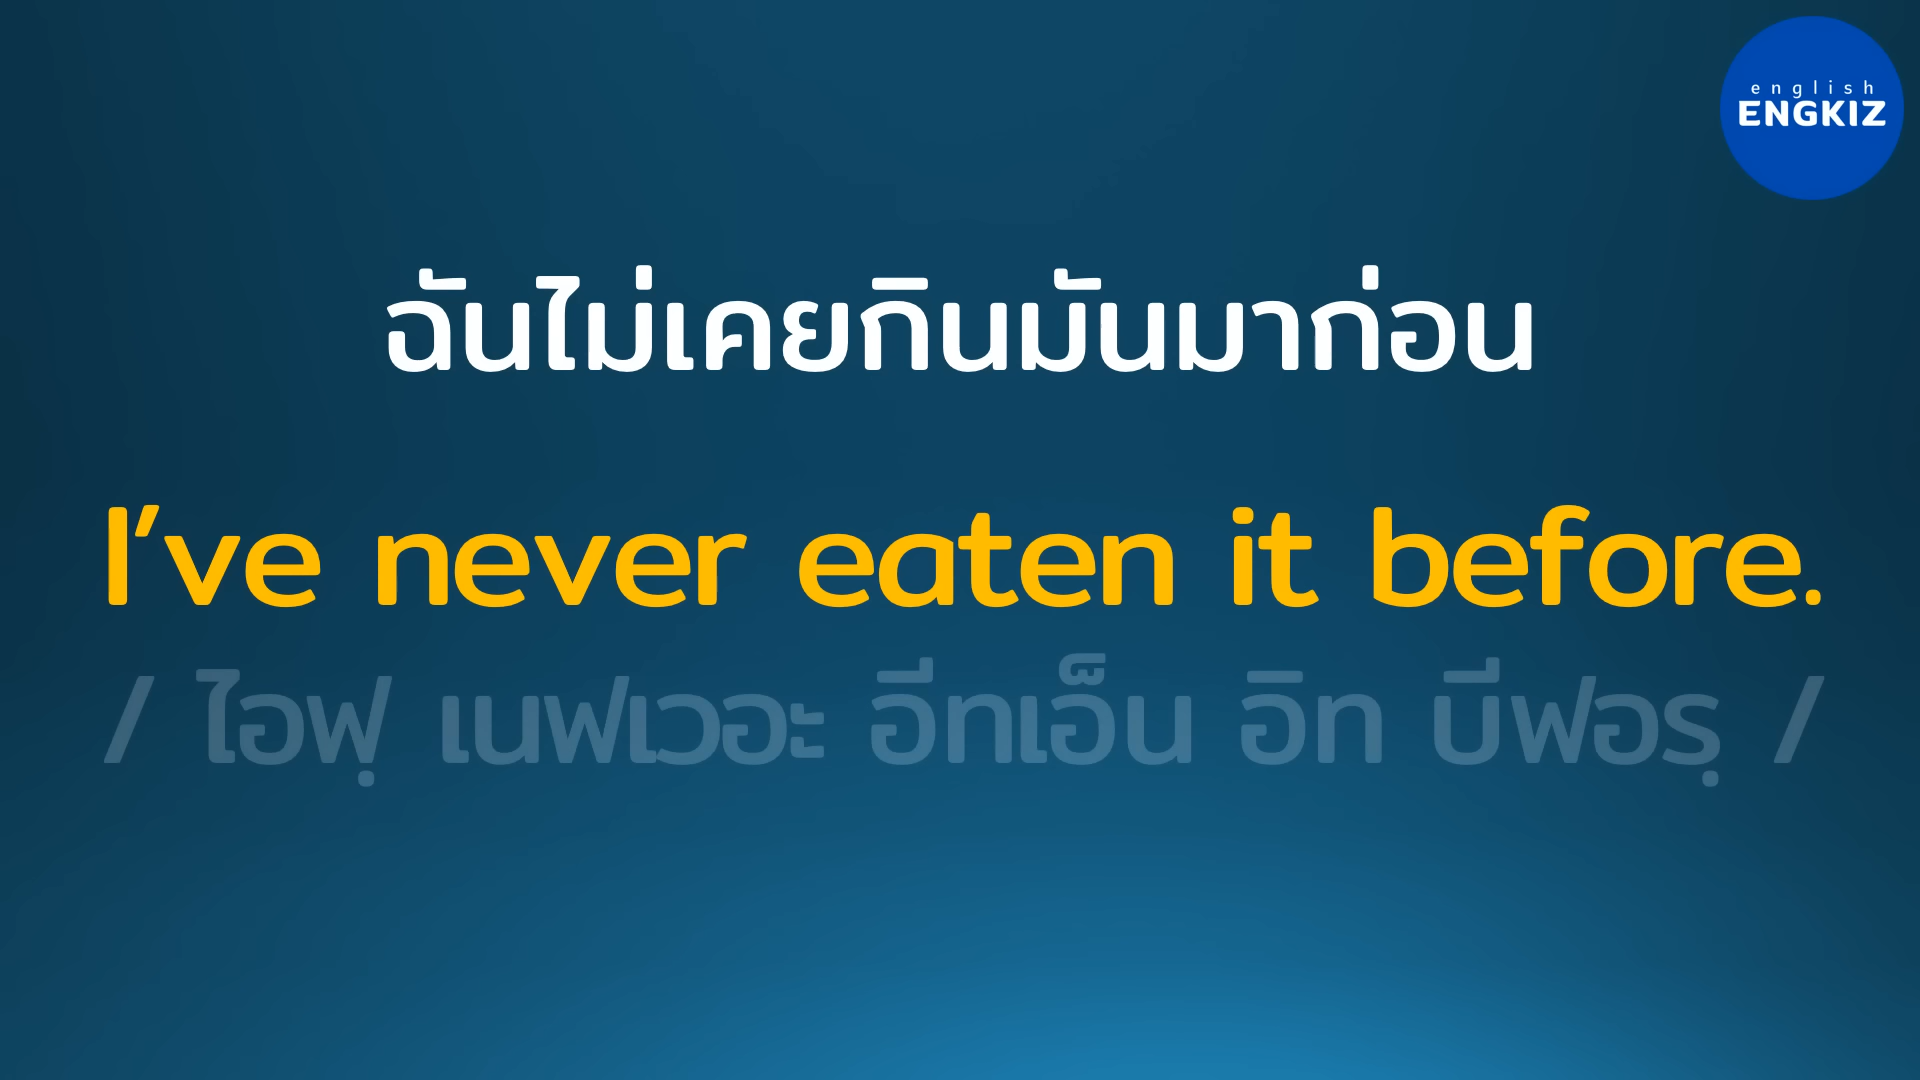 english
ENGKIZ
ฉันไม่เคยกินมันมาก่อน
I've never eaten it before.
/ ไอฟฺ เนฟเวอะ อีทเอ็น อิท บีฟอรฺ /